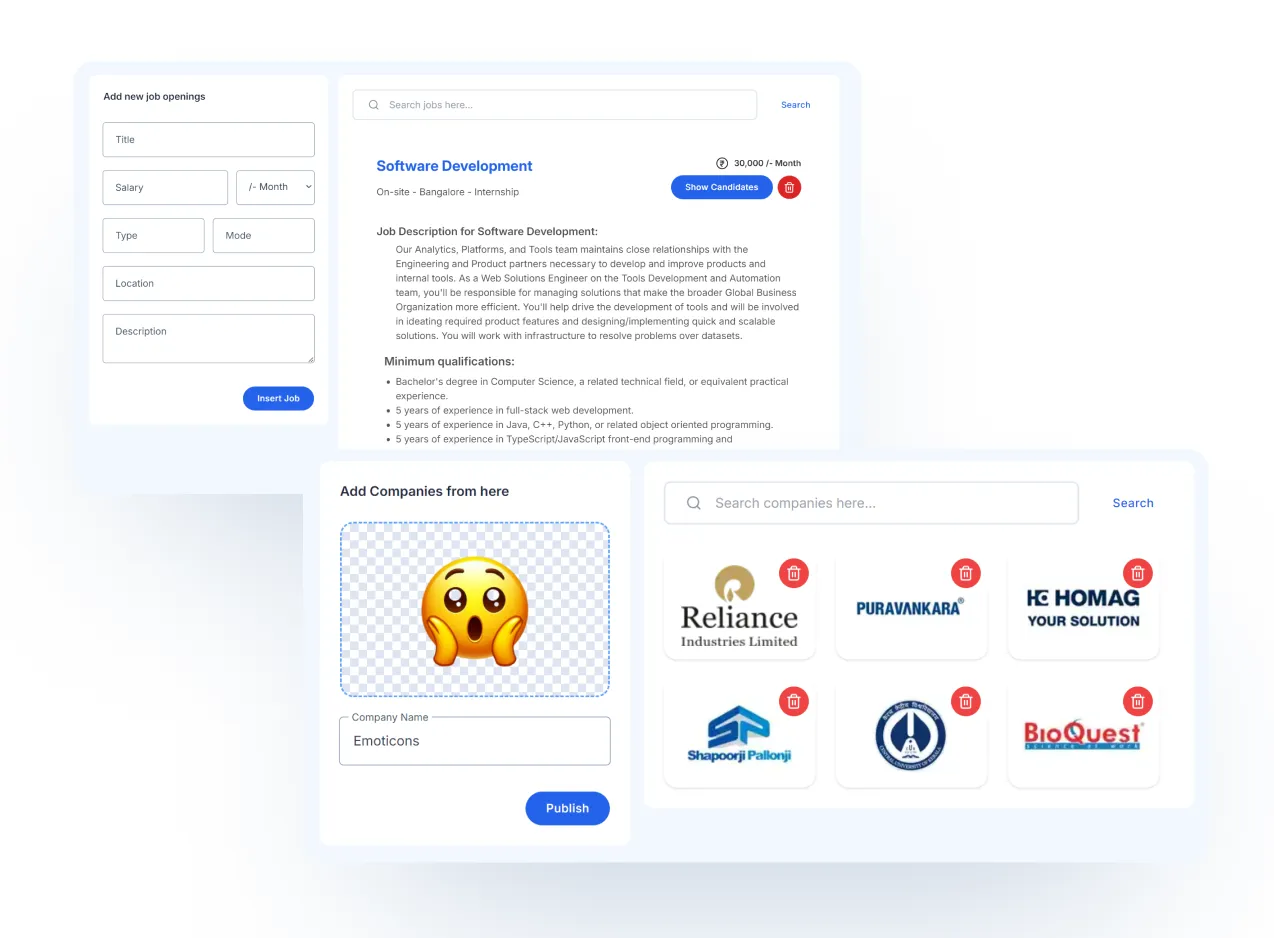 Add new job openings
Title
Salary
/- Month
Type
Mode
Location
Description
Insert Job
Search jobs here...
Search
Software Development
30,000 /- Month
On-site - Bangalore - Internship
Show Candidates
Job Description for Software Development:
Our Analytics, Platforms, and Tools team maintains close relationships with the
Engineering and Product partners necessary to develop and improve products and
internal tools. As a Web Solutions Engineer on the Tools Development and Automation
team, you'll be responsible for managing solutions that make the broader Global Business
Organization more efficient. You'll help drive the development of tools and will be involved
in ideating required product features and designing/implementing quick and scalable
solutions. You will work with infrastructure to resolve problems over datasets.
Minimum qualifications:
• Bachelor's degree in Computer Science, a related technical field, or equivalent practical
experience.
• 5 years of experience in full-stack web development.
• 5 years of experience in Java, C++, Python, or related object oriented programming.
• 5 years of experience in TypeScript/JavaScript front-end programming and
Add Companies from here
Company Name
Emoticons
Publish
Search companies here...
Search
Reliance
Industries Limited
PURAVANKARA®
HOMAG
YOUR SOLUTION
SP
Shapoorji Pallonji
CENTRAL UNIVERSITY OF KERALA
BioQuest
science at work